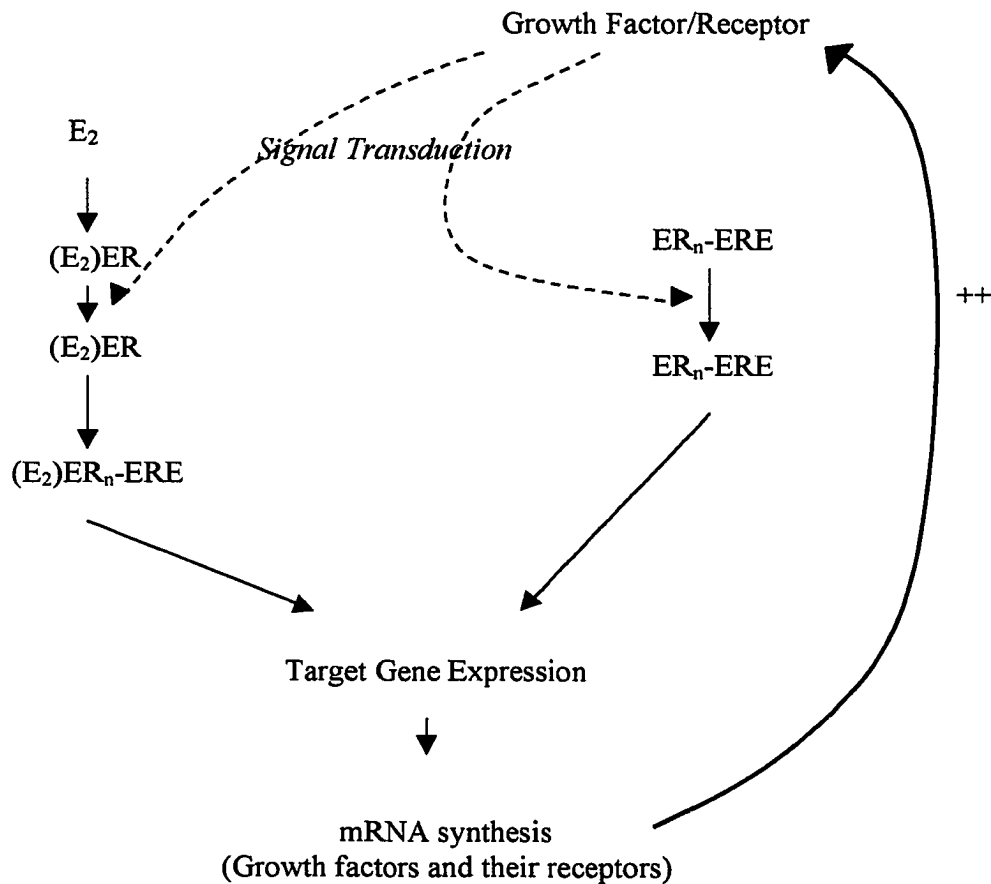 Growth Factor/Receptor
E₂
Signal Transduction
(E₂)ER
ERₙ-ERE
++
(E₂)ER
ERₙ-ERE
(E₂)ERₙ-ERE
Target Gene Expression
mRNA synthesis
(Growth factors and their receptors)